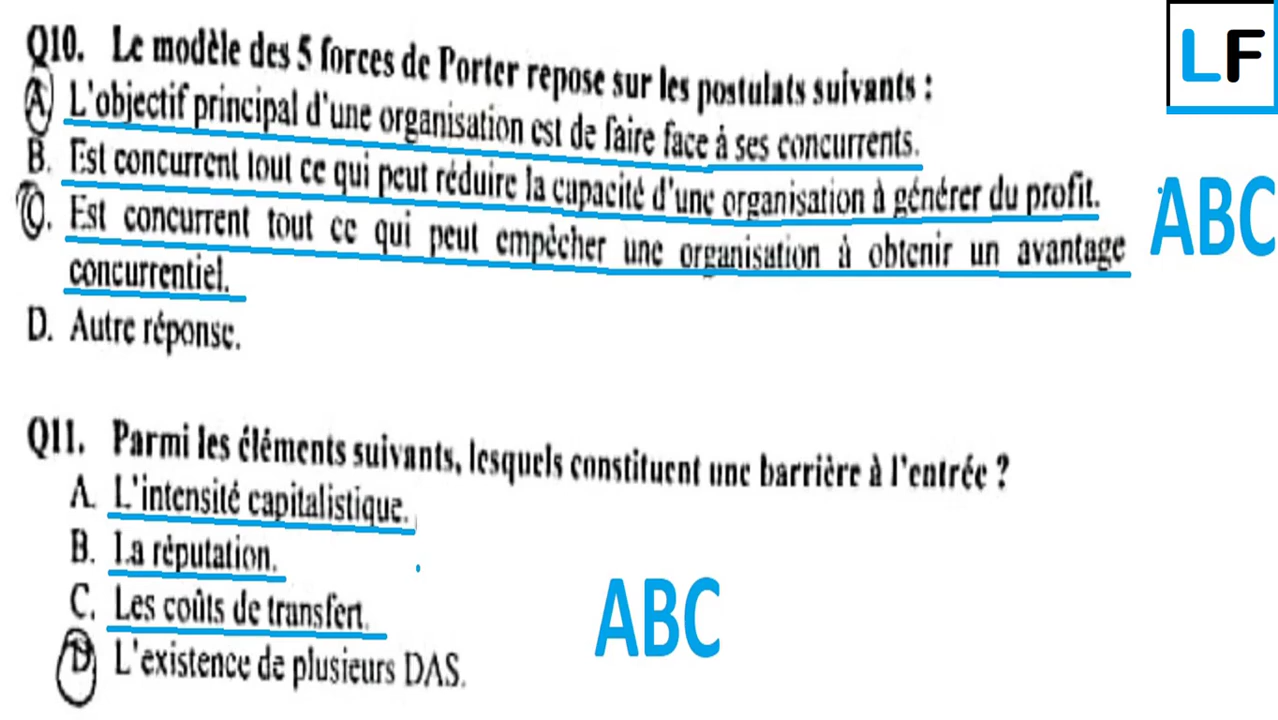 LF
Q10. Le modèle des 5 forces de Porter repose sur les postulats suivants :
A. L'objectif principal d'une organisation est de faire face à ses concurrents.
B. Est concurrent tout ce qui peut réduire la capacité d'une organisation à générer du profit.
C. Est concurrent tout ce qui peut empêcher une organisation à obtenir un avantage
concurrentiel.
ABC
D. Autre réponse.
Q11. Parmi les éléments suivants, lesquels constituent une barrière à l'entrée ?
A. L'intensité capitalistique.
B. La réputation.
C. Les coûts de transfert.
ABC
D. L'existence de plusieurs DAS.